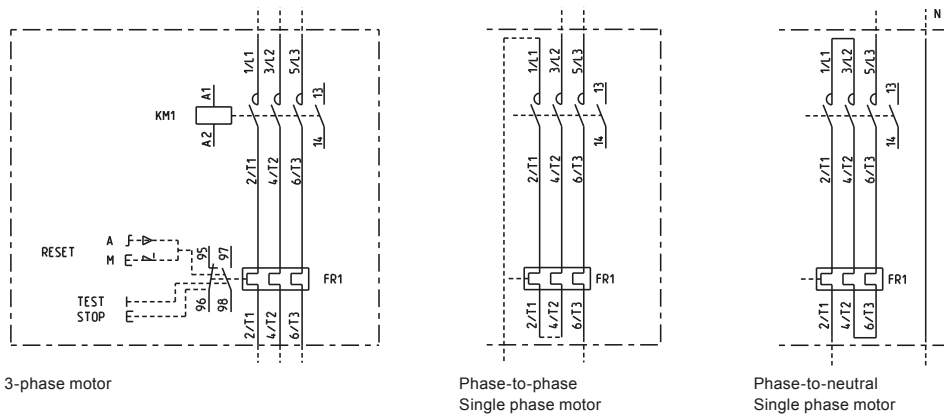 N
1/L1 3/L2 5/L3
A1
13
KM1
A2
14
2/T1 4/T2 6/T3
A
RESET
M
95 97
FR1
TEST
STOP
96 98
2/T1 4/T2 6/T3
3-phase motor
1/L1 3/L2 5/L3
13
14
2/T1 4/T2 6/T3
FR1
2/T1 4/T2 6/T3
Phase-to-phase
Single phase motor
1/L1 3/L2 5/L3
13
14
2/T1 4/T2 6/T3
FR1
2/T1 4/T2 6/T3
Phase-to-neutral
Single phase motor